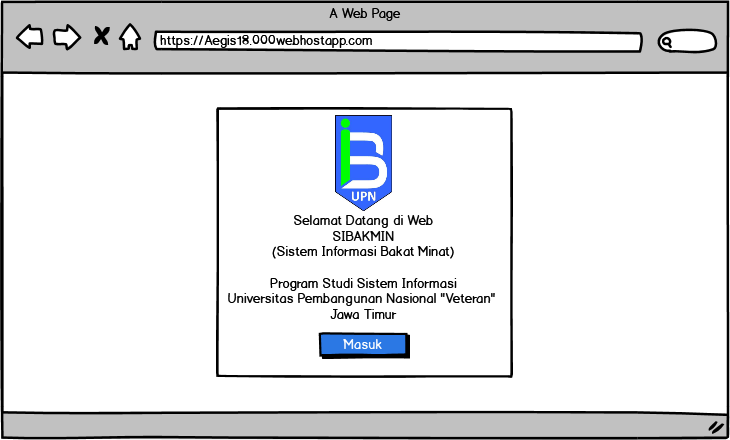 A Web Page
https://Aegis18.000webhostapp.com
UPN
Selamat Datang di Web
SIBAKMIN
(Sistem Informasi Bakat Minat)
Program Studi Sistem Informasi
Universitas Pembangunan Nasional "Veteran"
Jawa Timur
Masuk